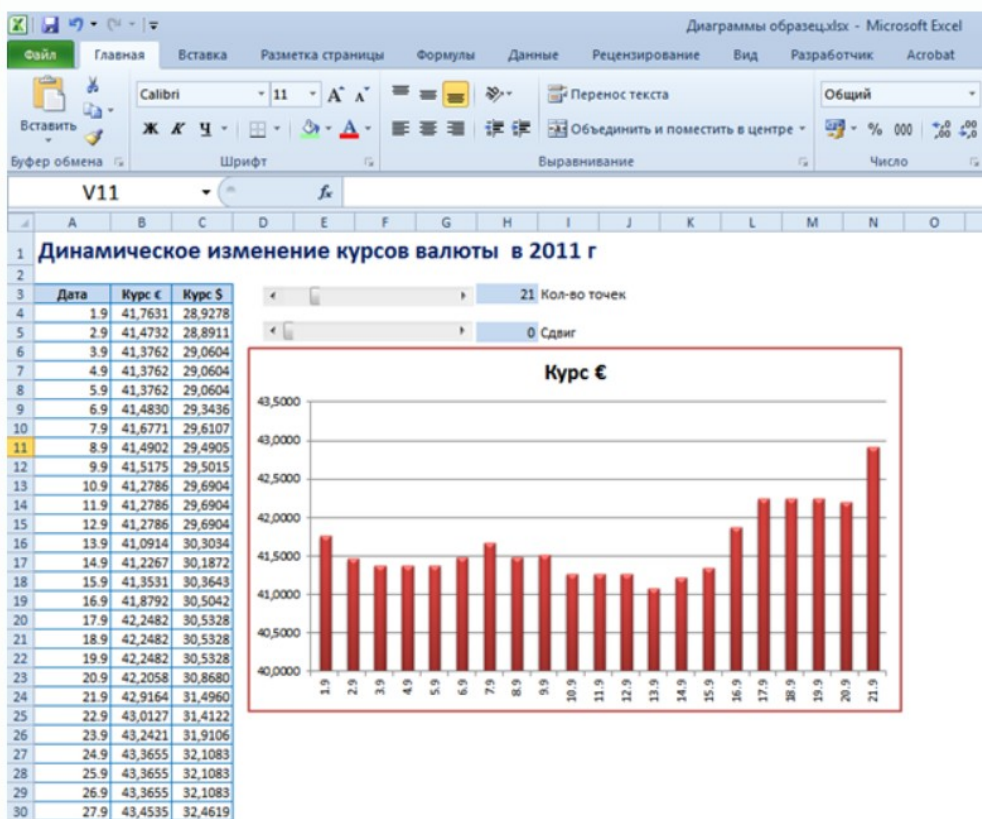 Диаграммы образец.xlsx - Microsoft Excel
Файл Главная Вставка Разметка страницы Формулы Данные Рецензирование Вид Разработчик Acrobat
Calibri 11 A A Перенос текста Общий
Вставить Ж К Ч A Объединить и поместить в центре % 000
Буфер обмена Шрифт Выравнивание Число
V11 fx
A B C D E F G H I J K L M N O
1 Динамическое изменение курсов валюты в 2011 г
2
3 Дата Курс € Курс $ 21 Кол-во точек
4 1.9 41,7631 28,9278
5 2.9 41,4732 28,8911 0 Сдвиг
6 3.9 41,3762 29,0604
7 4.9 41,3762 29,0604
8 5.9 41,3762 29,0604
9 6.9 41,4830 29,3436
10 7.9 41,6771 29,6107
11 8.9 41,4902 29,4905
12 9.9 41,5175 29,5015
13 10.9 41,2786 29,6904
14 11.9 41,2786 29,6904
15 12.9 41,2786 29,6904
16 13.9 41,0914 30,3034
17 14.9 41,2267 30,1872
18 15.9 41,3531 30,3643
19 16.9 41,8792 30,5042
20 17.9 42,2482 30,5328
21 18.9 42,2482 30,5328
22 19.9 42,2482 30,5328
23 20.9 42,2058 30,8680
24 21.9 42,9164 31,4960
25 22.9 43,0127 31,4122
26 23.9 43,2421 31,9106
27 24.9 43,3655 32,1083
28 25.9 43,3655 32,1083
29 26.9 43,3655 32,1083
30 27.9 43,4535 32,4619
Курс €
43,5000
43,0000
42,5000
42,0000
41,5000
41,0000
40,5000
40,0000
1.9 2.9 3.9 4.9 5.9 6.9 7.9 8.9 9.9 10.9 11.9 12.9 13.9 14.9 15.9 16.9 17.9 18.9 19.9 20.9 21.9